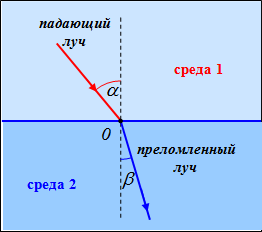 падающий
луч
среда 1
α
0
преломленный
луч
среда 2
β